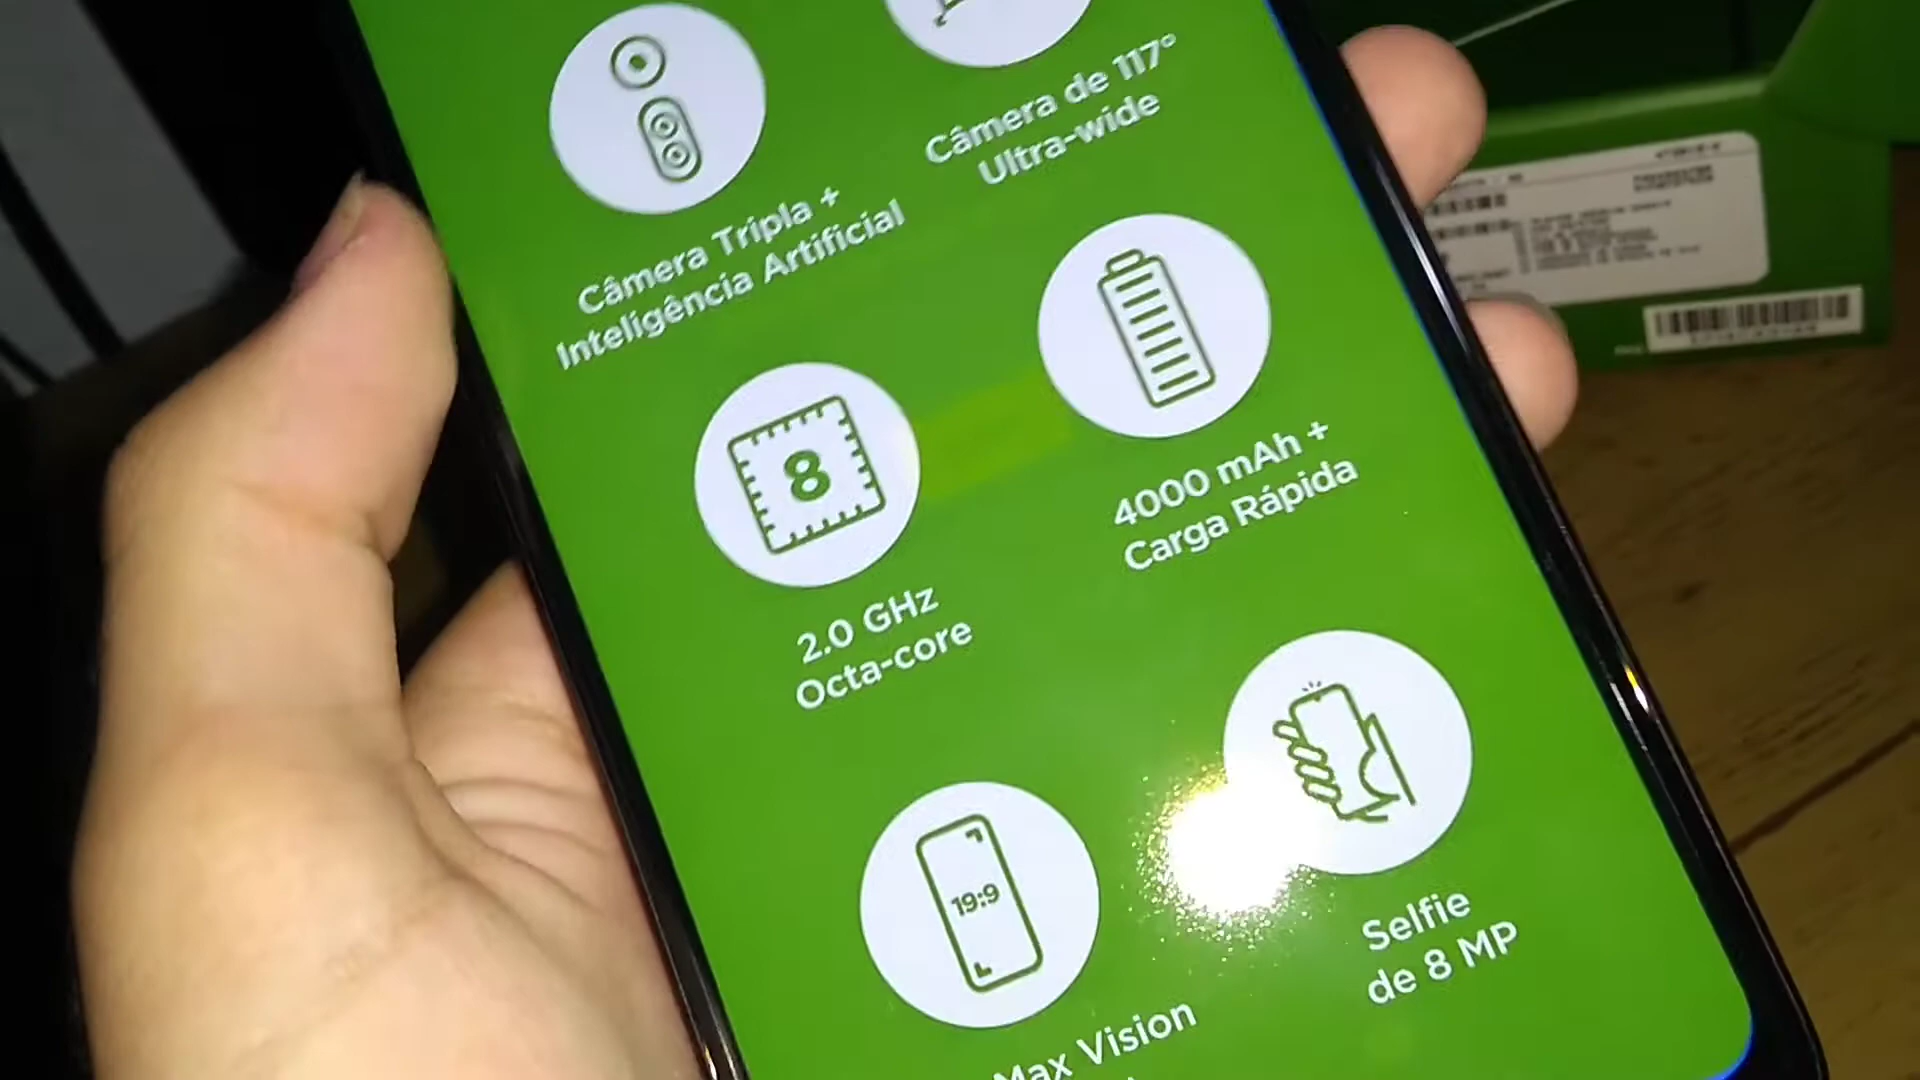 Câmera Tripla +
Inteligência Artificial
Câmera de 117°
Ultra-wide
8
2.0 GHz
Octa-core
4000 mAh +
Carga Rápida
19:9
Max Vision
Selfie
de 8 MP